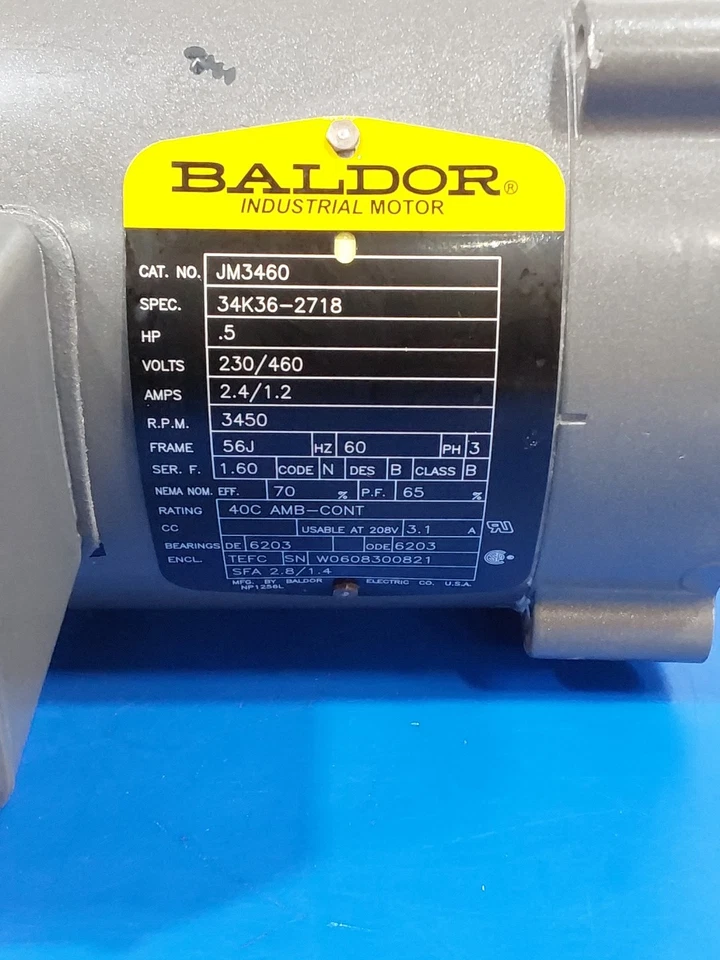 BALDOR®
INDUSTRIAL MOTOR
CAT. NO. JM3460
SPEC. 34K36-2718
HP .5
VOLTS 230/460
AMPS 2.4/1.2
R.P.M. 3450
FRAME 56J HZ 60 PH 3
SER. F. 1.60 CODE N DES B CLASS B
NEMA NOM. EFF. 70 % P.F. 65 %
RATING 40C AMB-CONT
CC USABLE AT 208V 3.1 A
BEARINGS DE 6203 ODE 6203
ENCL. TEFC SN W0608300821
SFA 2.8/1.4
MFG. BY BALDOR ELECTRIC CO. U.S.A.
NP1256L